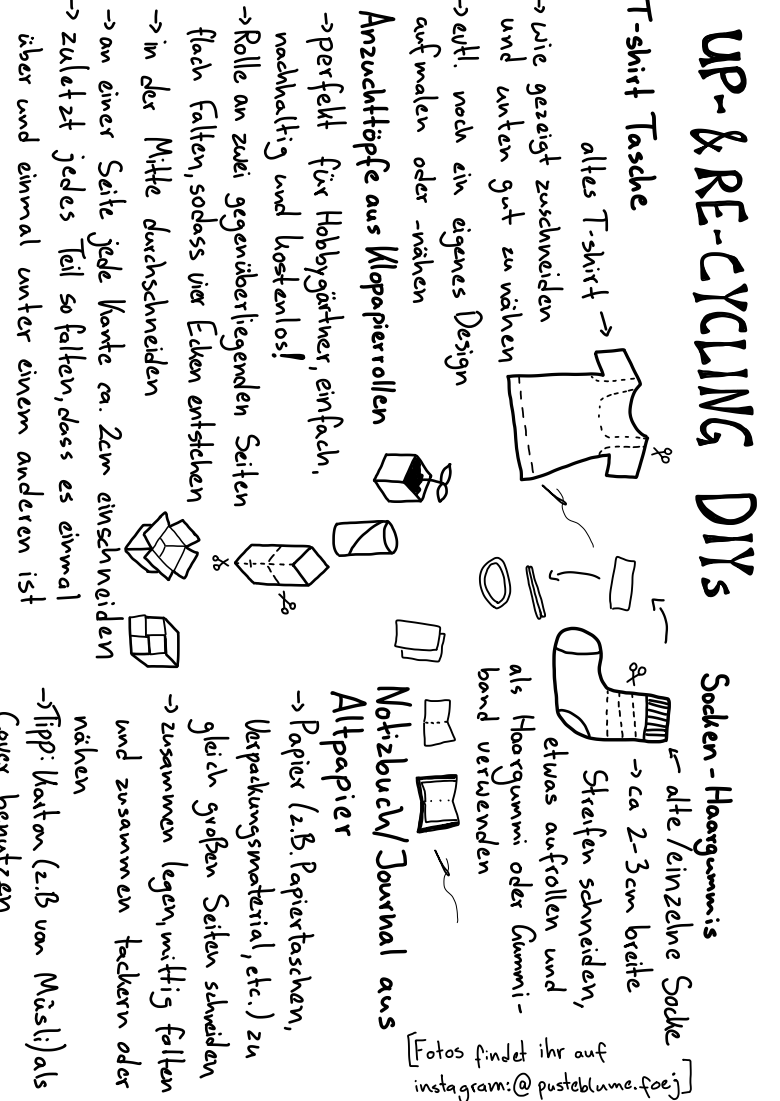 UP- & RE-CYCLING DIYs
T-shirt Tasche
altes T-shirt →
→ wie gezeigt zuschneiden
und unten gut zu nähen
→ evtl. noch ein eigenes Design
aufmalen oder -nähen
Anzuchttöpfe aus Klopapierrollen
→ perfekt für Hobbygärtner, einfach,
nachhaltig und kostenlos!
→ Rolle an zwei gegenüberliegenden Seiten
flach falten, sodass vier Ecken entstehen
→ in der Mitte durchschneiden
→ an einer Seite jede Kante ca. 2cm einschneiden
→ zuletzt jedes Teil so falten, dass es einmal
über und einmal unter einem anderen ist
Socken-Haargummis
← alte/einzelne Socke
→ ca 2-3cm breite
Streifen schneiden,
etwas aufrollen und
als Haargummi oder Gummi-
band verwenden
Notizbuch/Journal aus
Altpapier
→ Papier (z.B. Papiertaschen,
Verpackungsmaterial, etc.) zu
gleich großen Seiten schneiden
→ zusammen legen, mittig falten
und zusammen tackern oder
nähen
→ Tipp: Karton (z.B von Müsli) als
Cover benutzen
[Fotos findet ihr auf
instagram: @pusteblume.foej]